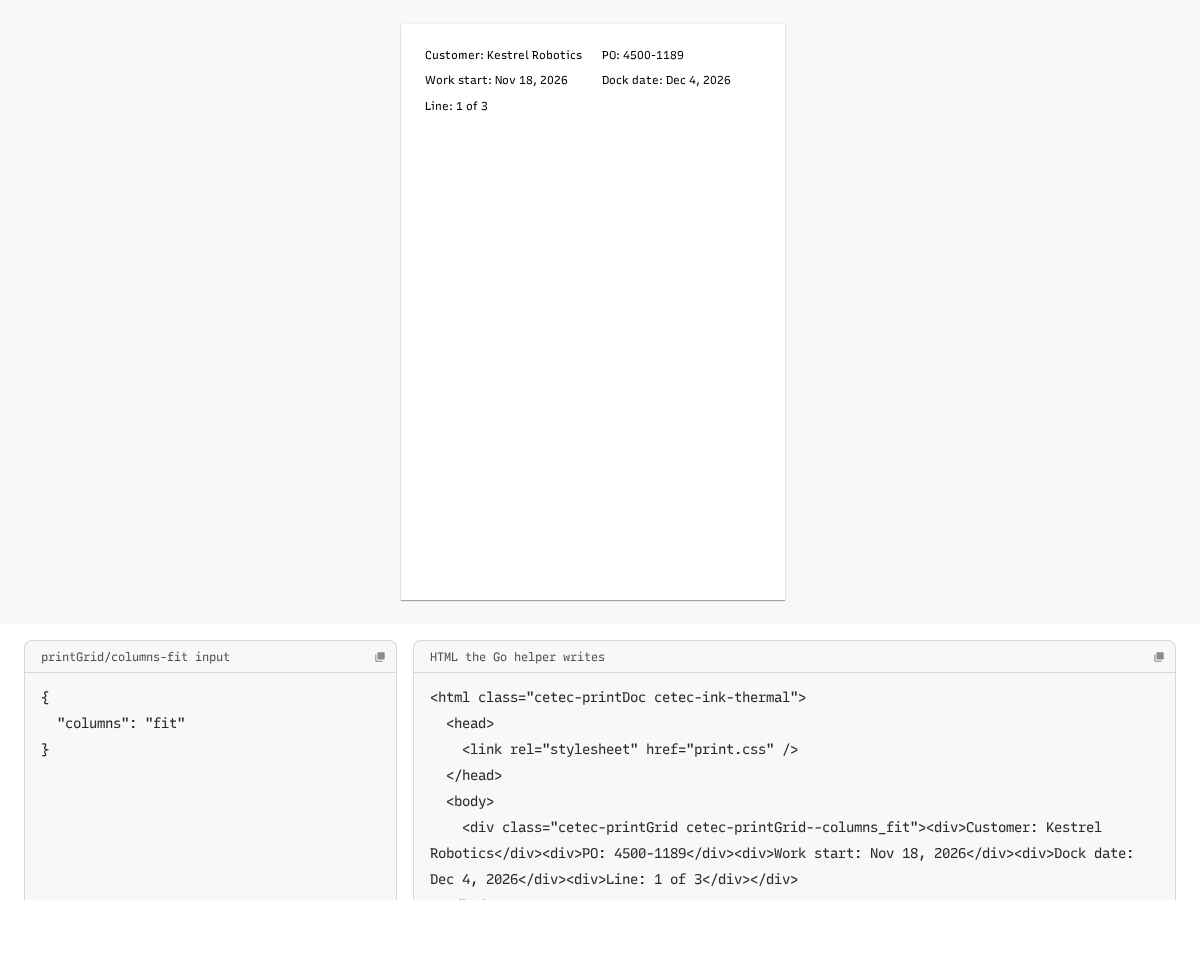 Customer: Kestrel Robotics PO: 4500-1189
Work start: Nov 18, 2026 Dock date: Dec 4, 2026
Line: 1 of 3
printGrid/columns-fit input
{
  "columns": "fit"
}
HTML the Go helper writes
<html class="cetec-printDoc cetec-ink-thermal">
  <head>
    <link rel="stylesheet" href="print.css" />
  </head>
  <body>
    <div class="cetec-printGrid cetec-printGrid--columns_fit"><div>Customer: Kestrel
Robotics</div><div>PO: 4500-1189</div><div>Work start: Nov 18, 2026</div><div>Dock date:
Dec 4, 2026</div><div>Line: 1 of 3</div></div>